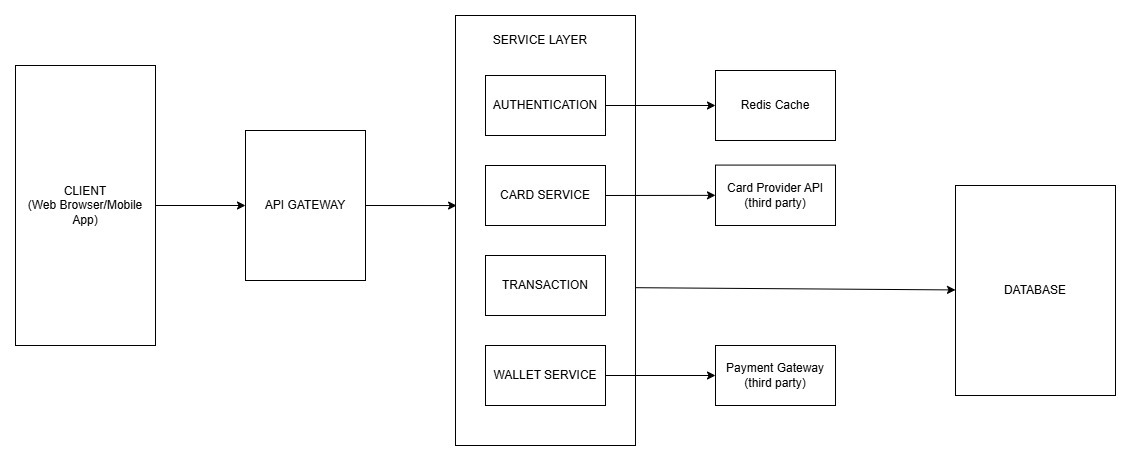 CLIENT
(Web Browser/Mobile
App)
API GATEWAY
SERVICE LAYER
AUTHENTICATION
CARD SERVICE
TRANSACTION
WALLET SERVICE
Redis Cache
Card Provider API
(third party)
Payment Gateway
(third party)
DATABASE